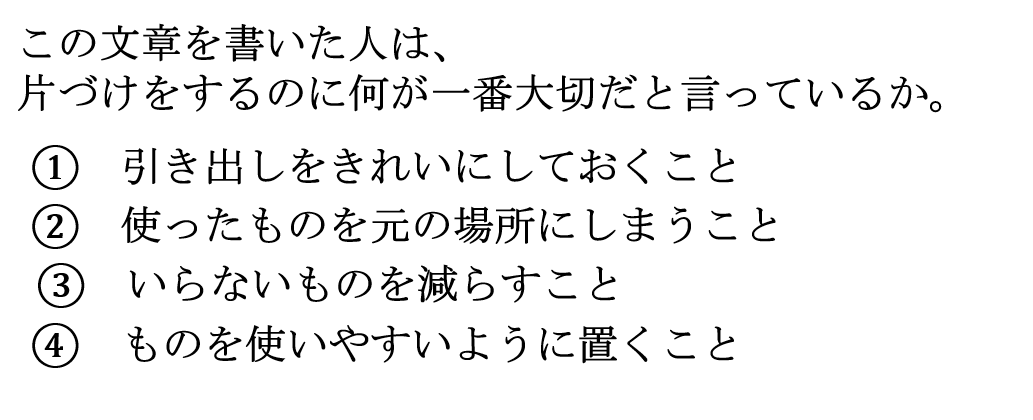 この文章を書いた人は、
片づけをするのに何が一番大切だと言っているか。
① 引き出しをきれいにしておくこと
② 使ったものを元の場所にしまうこと
③ いらないものを減らすこと
④ ものを使いやすいように置くこと